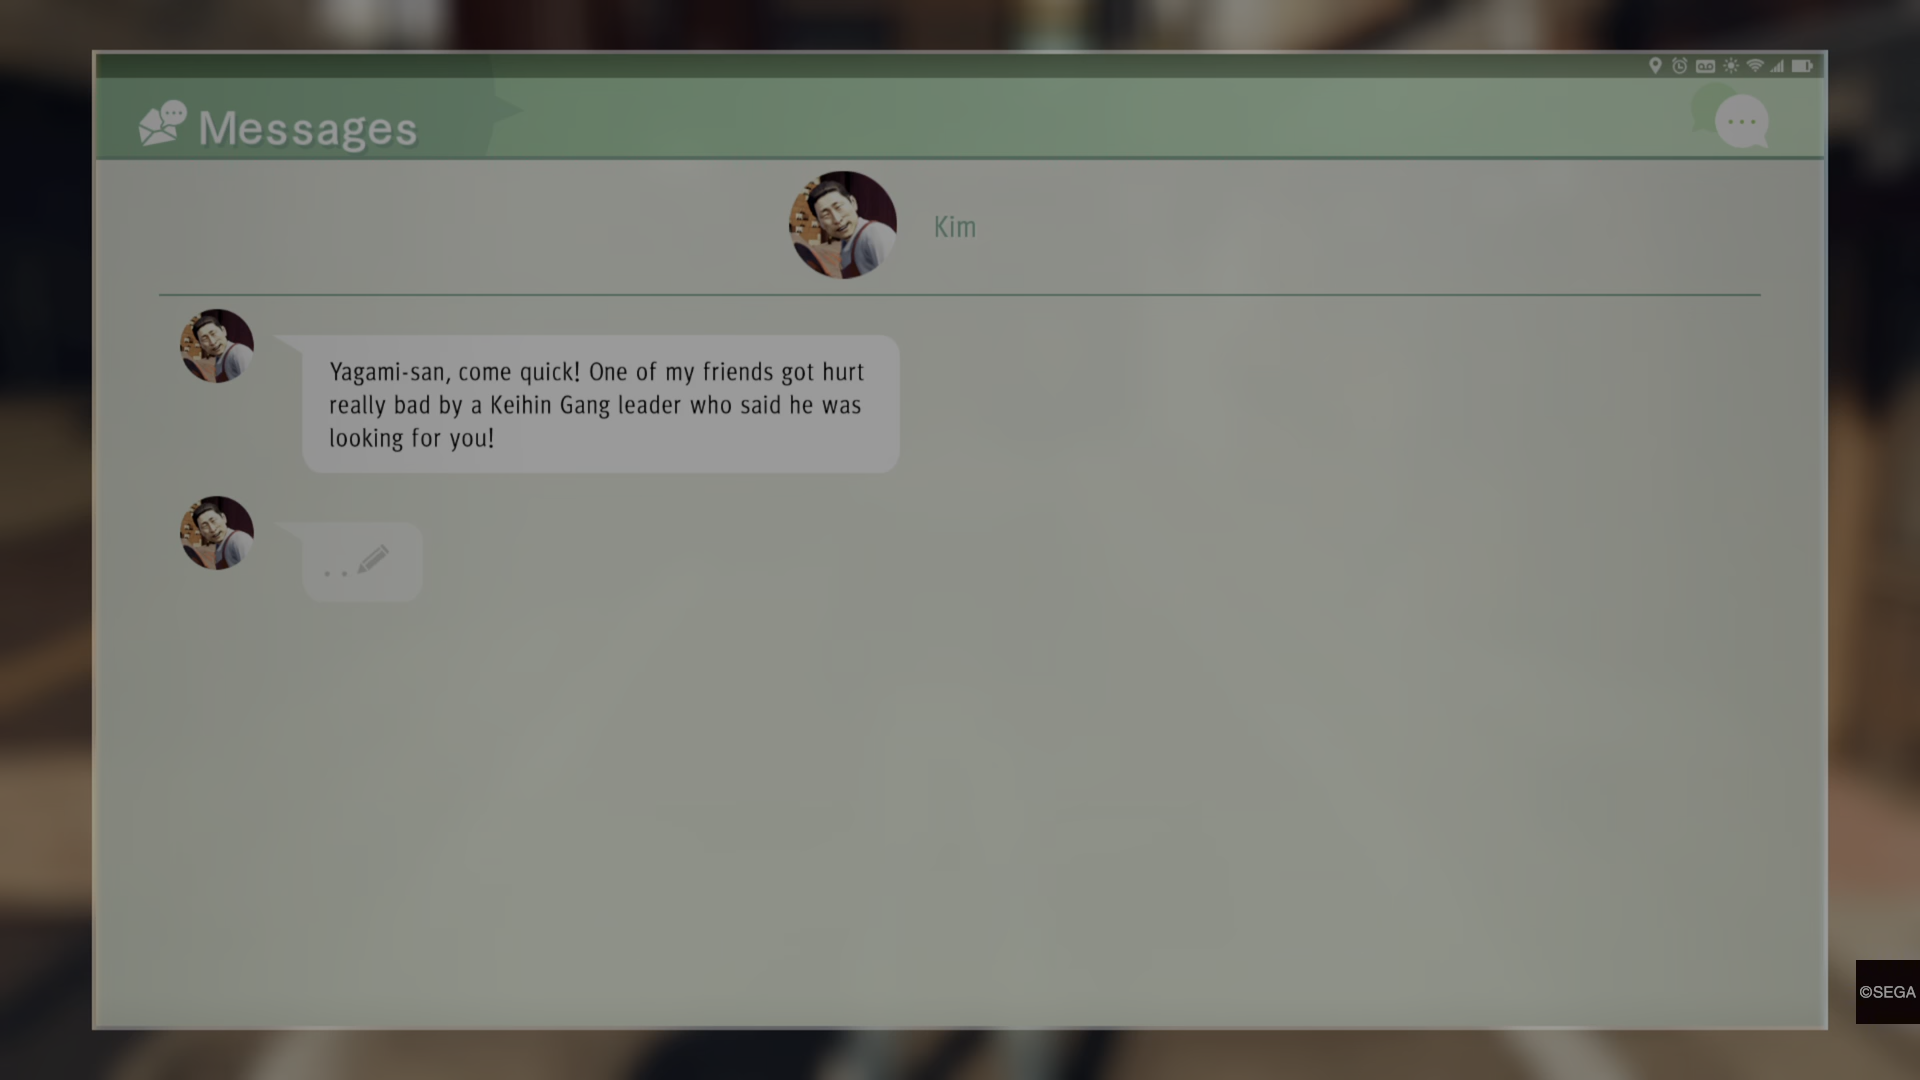 Messages
Kim
Yagami-san, come quick! One of my friends got hurt
really bad by a Keihin Gang leader who said he was
looking for you!
©SEGA